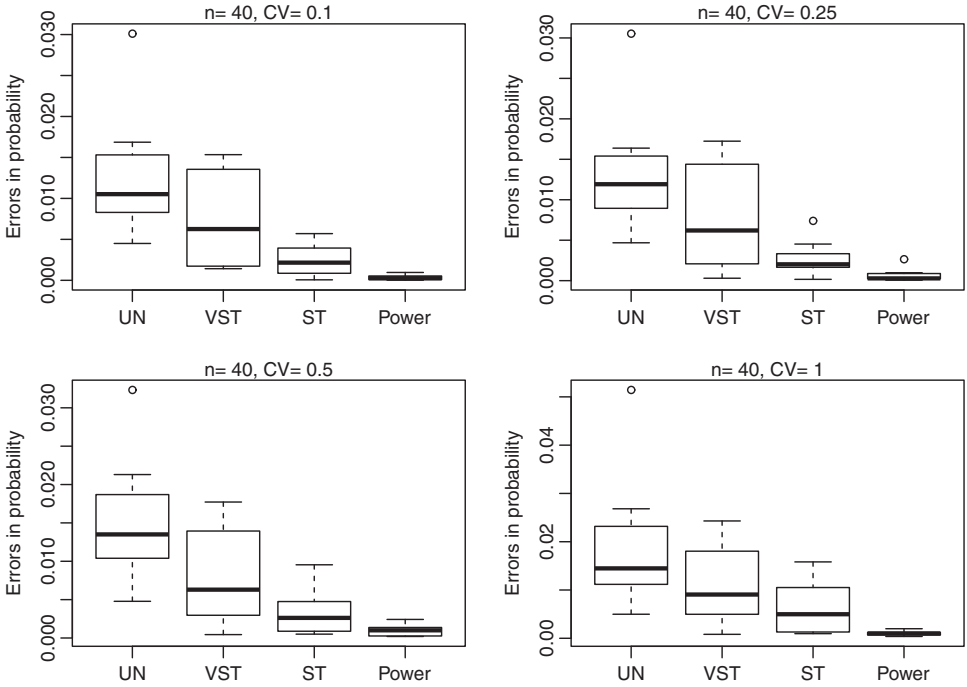 n= 40, CV= 0.1
Errors in probability
0.030
0.020
0.010
0.000
UN VST ST Power
n= 40, CV= 0.25
Errors in probability
0.030
0.020
0.010
0.000
UN VST ST Power
n= 40, CV= 0.5
Errors in probability
0.030
0.020
0.010
0.000
UN VST ST Power
n= 40, CV= 1
Errors in probability
0.04
0.02
0.00
UN VST ST Power